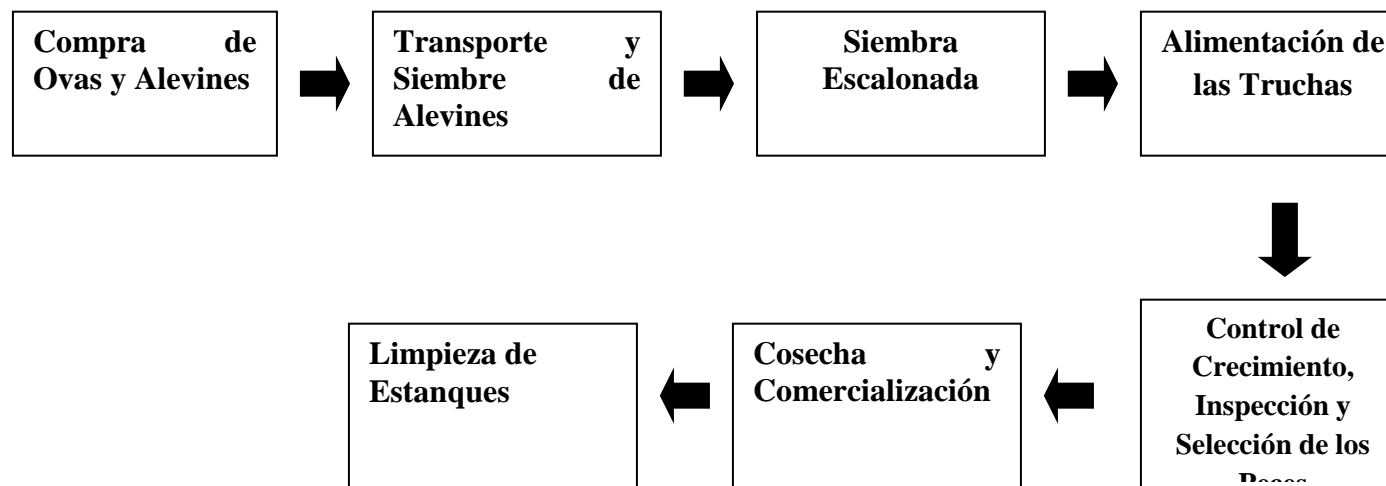 Compra de
Ovas y Alevines
Transporte y
Siembre de
Alevines
Siembra
Escalonada
Alimentación de
las Truchas
Limpieza de
Estanques
Cosecha y
Comercialización
Control de
Crecimiento,
Inspección y
Selección de los
Peces